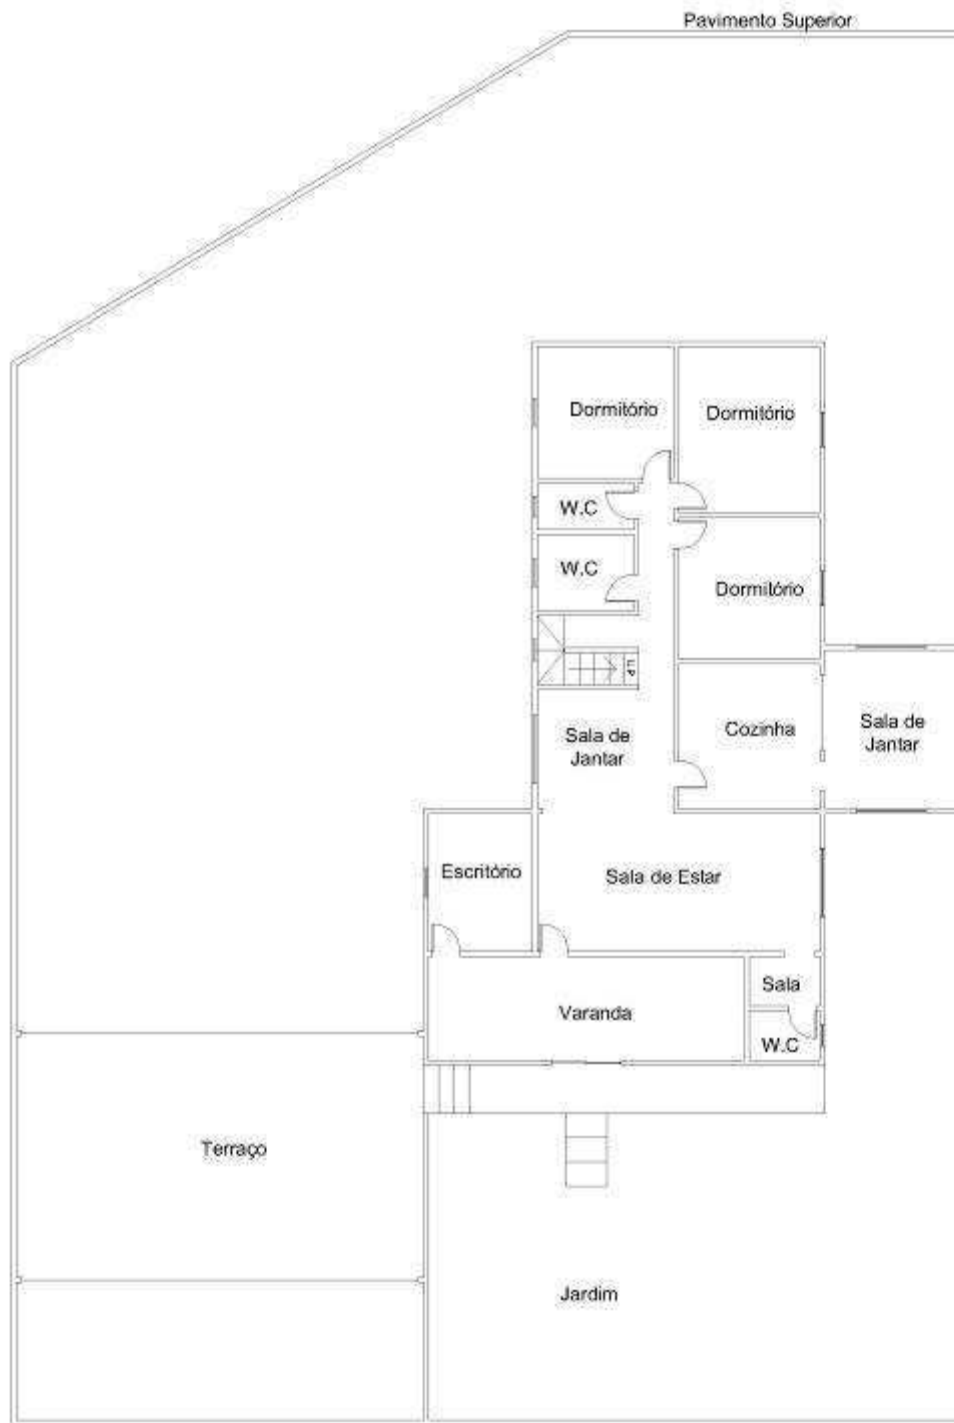 Pavimento Superior
Dormitório
Dormitório
W.C
W.C
Dormitório
Sala de
Jantar
Cozinha
Sala de
Jantar
Escritório
Sala de Estar
Sala
Varanda
W.C
Terraço
Jardim